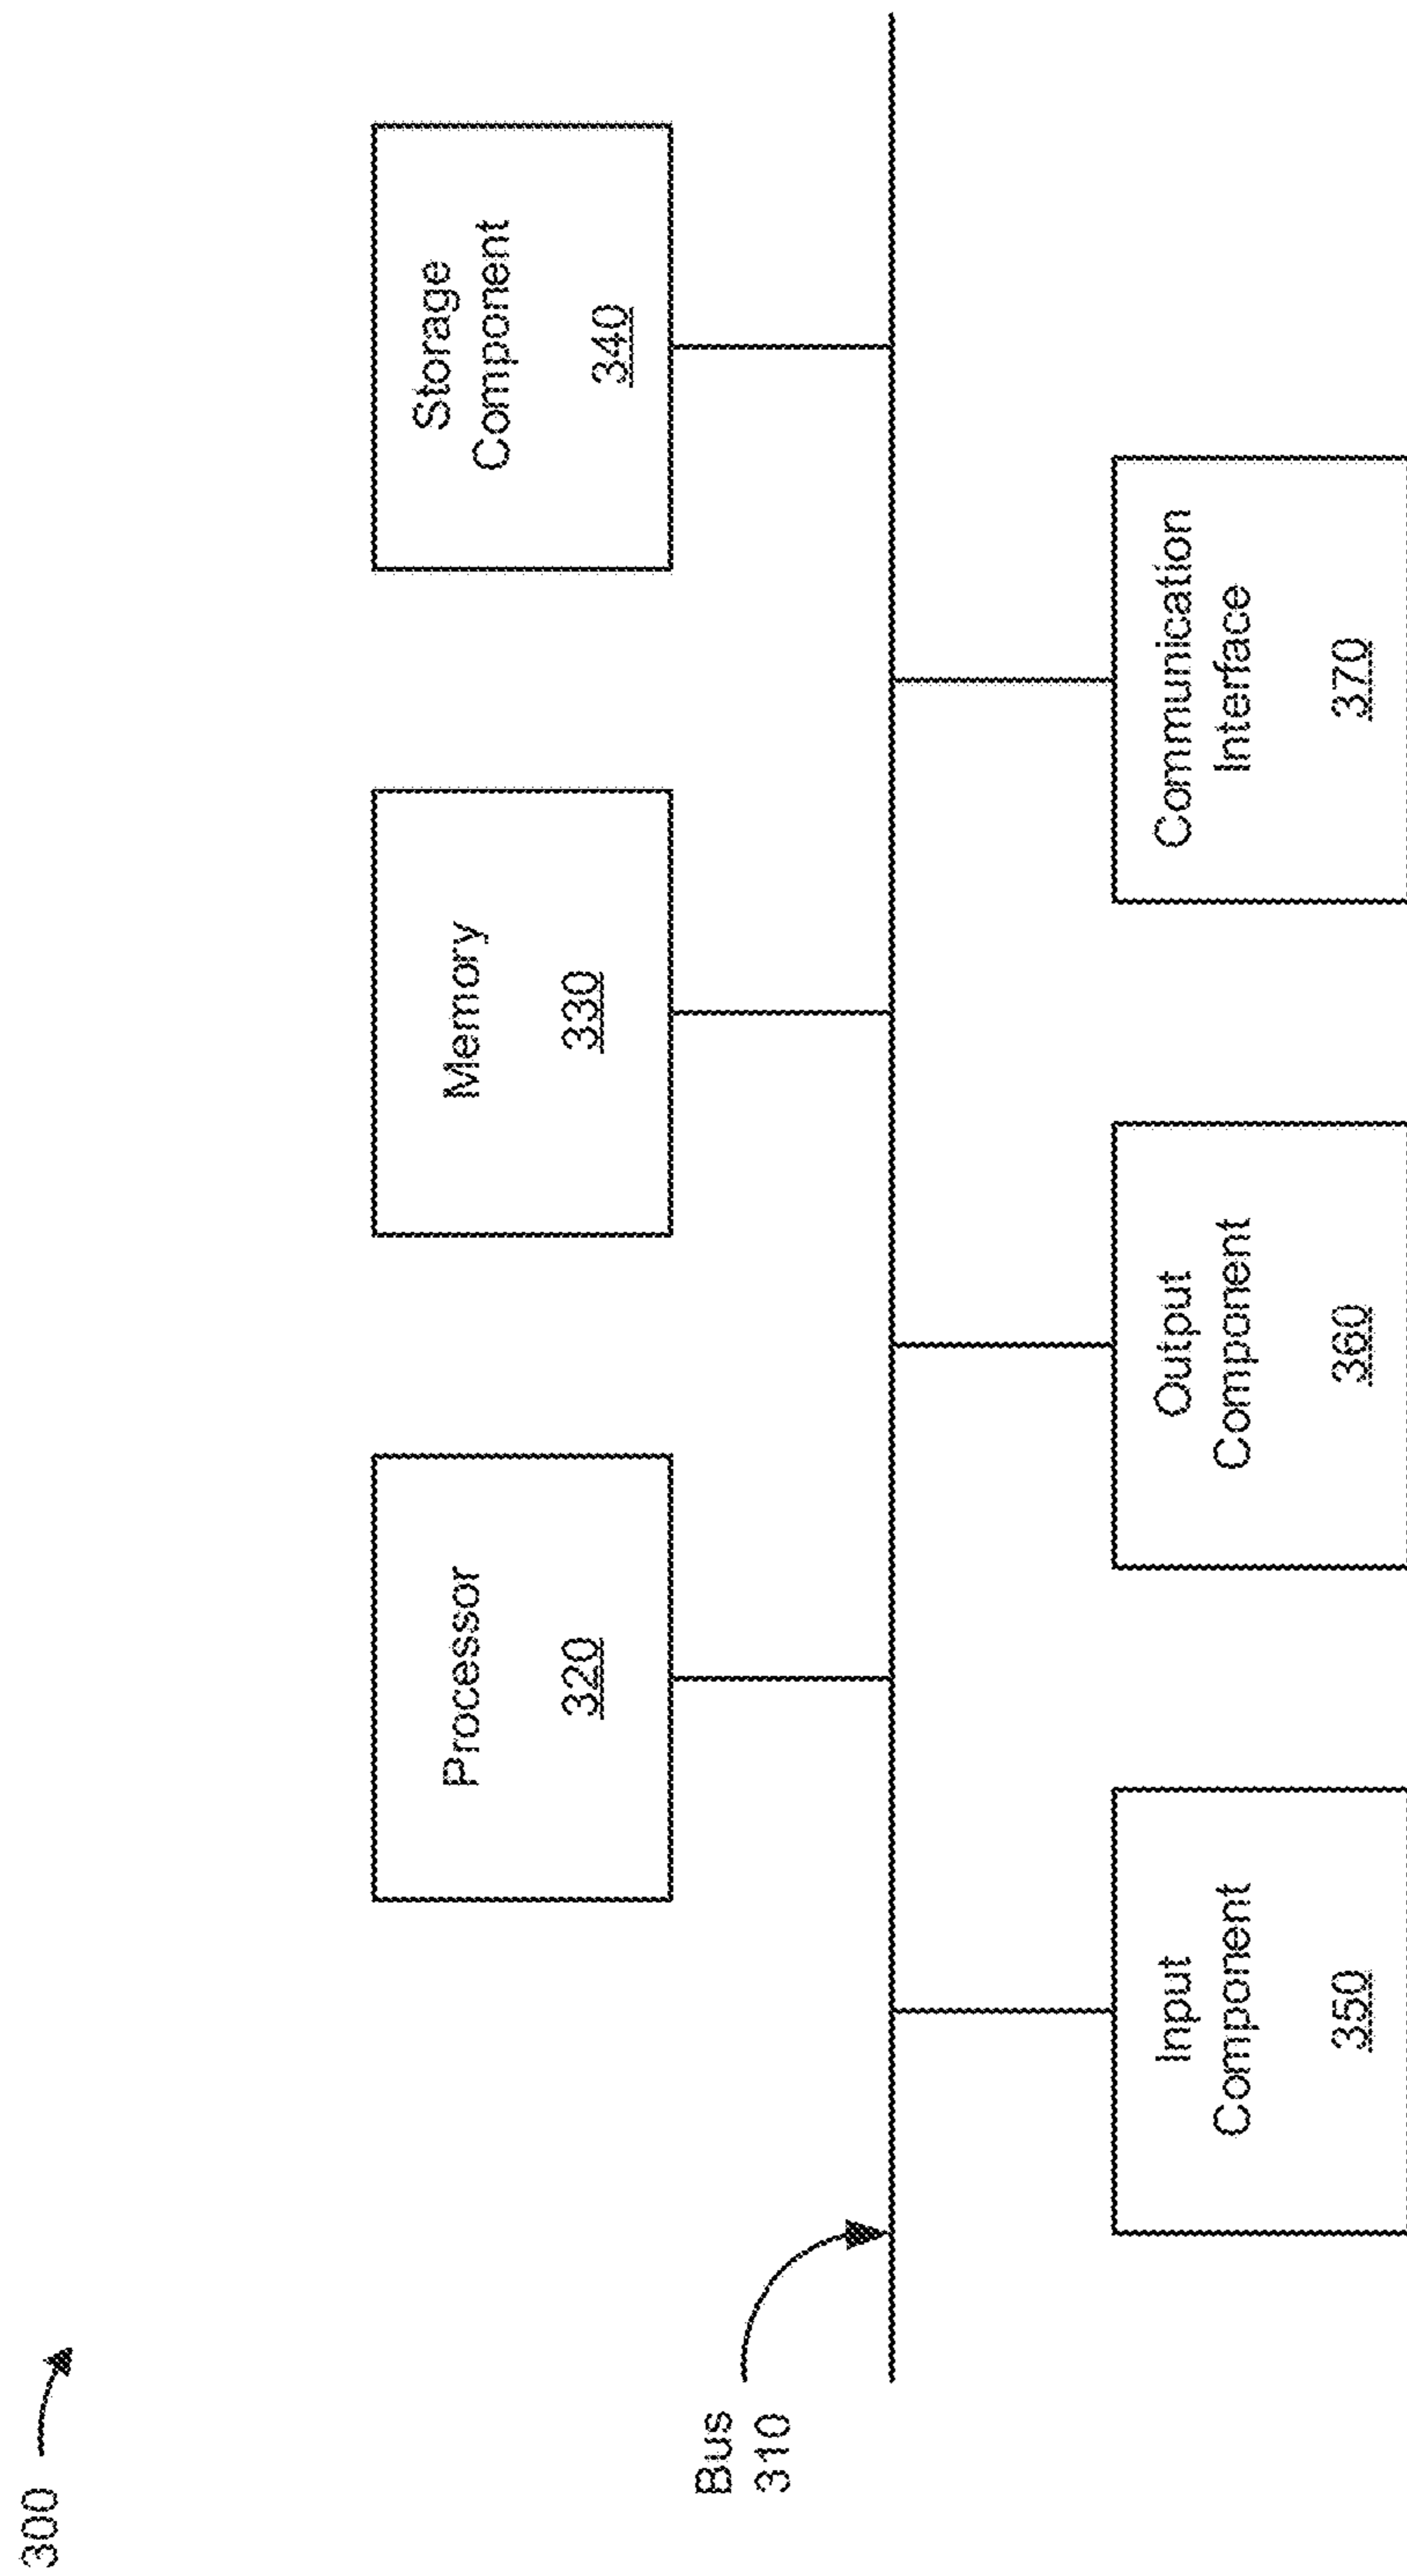 300
Processor
320
Memory
330
Storage
Component
340
Bus
310
Input
Component
350
Output
Component
360
Communication
Interface
370